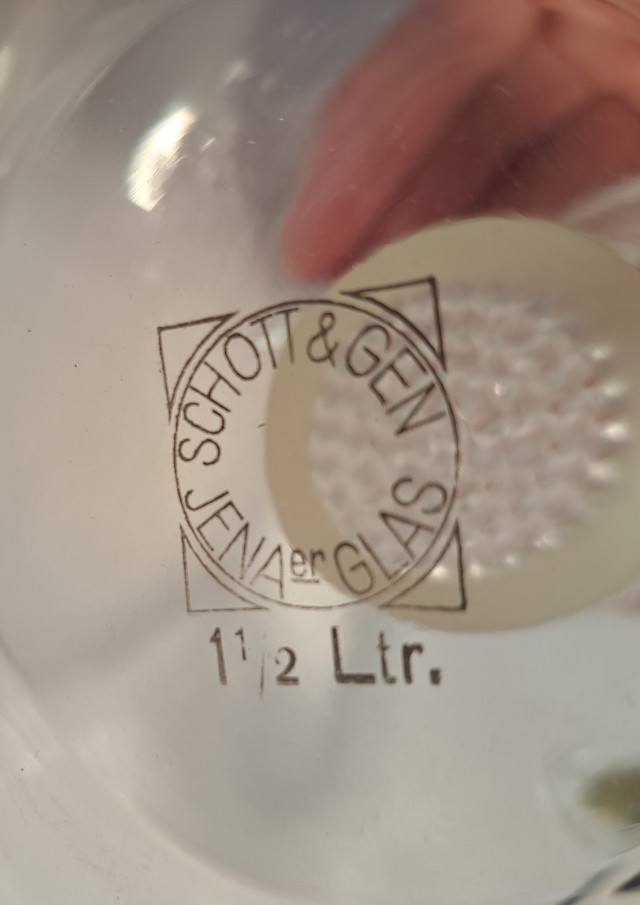 SCHOTT & GEN
JENAer GLAS
1 1/2 Ltr.